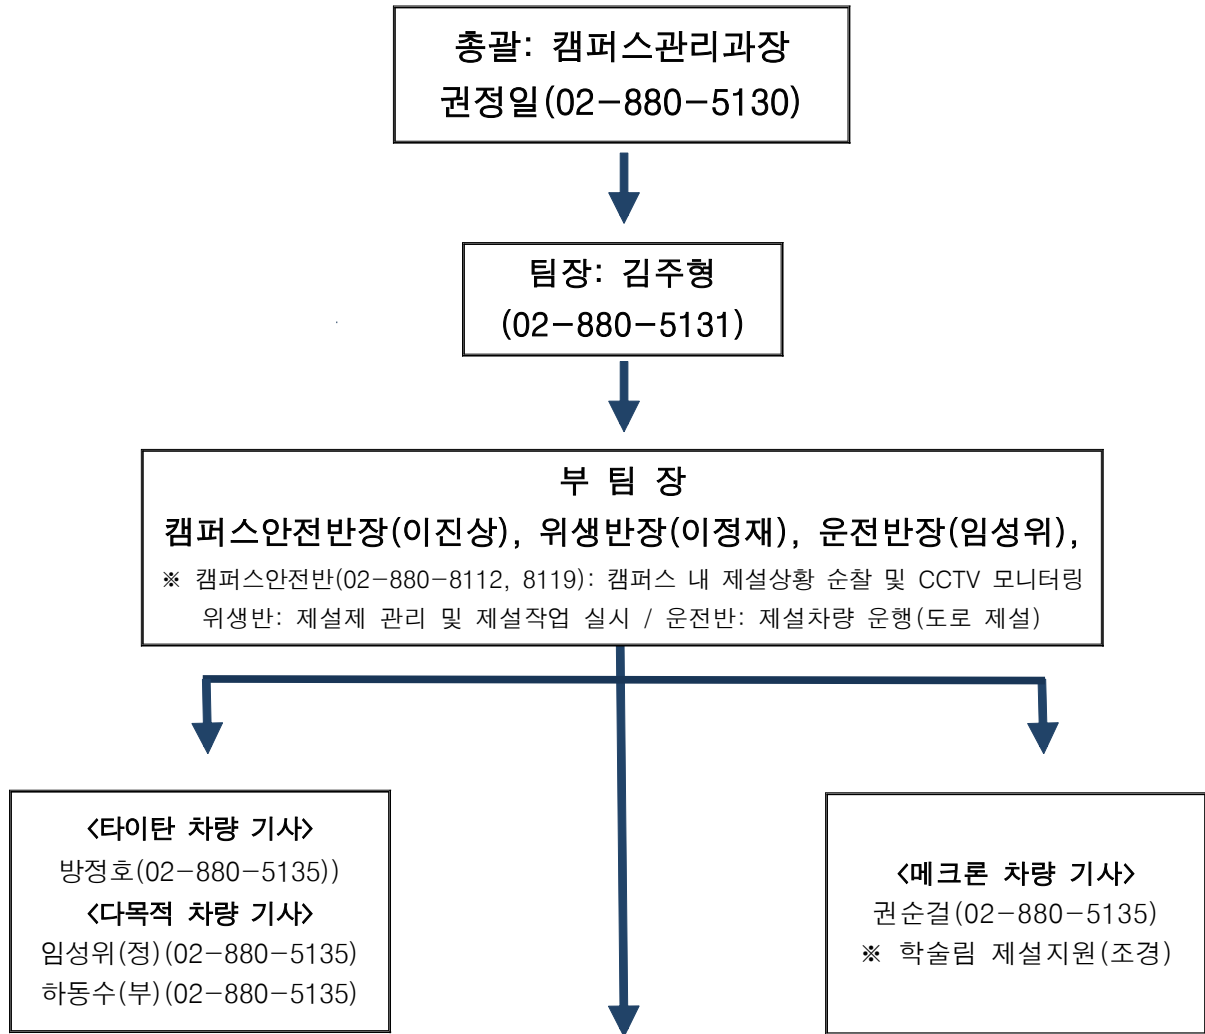 총괄: 캠퍼스관리과장
권정일(02-880-5130)
팀장: 김주형
(02-880-5131)
부 팀 장
캠퍼스안전반장(이진상), 위생반장(이정재), 운전반장(임성위),
※ 캠퍼스안전반(02-880-8112, 8119): 캠퍼스 내 제설상황 순찰 및 CCTV 모니터링
위생반: 제설제 관리 및 제설작업 실시 / 운전반: 제설차량 운행(도로 제설)
<타이탄 차량 기사>
방정호(02-880-5135))
<다목적 차량 기사>
임성위(정)(02-880-5135)
하동수(부)(02-880-5135)
<메크론 차량 기사>
권순걸(02-880-5135)
※ 학술림 제설지원(조경)